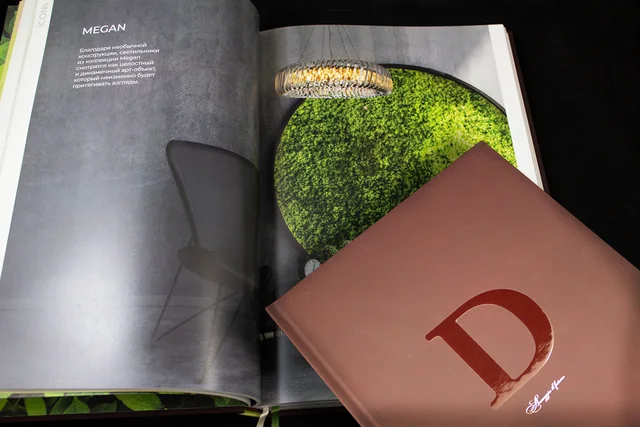 ICONI
MEGAN
Благодаря необычной
конструкции, светильники
из коллекции Megan
смотрятся как целостный
и динамичный арт-объект,
который неизменно будет
притягивать взгляды.
D